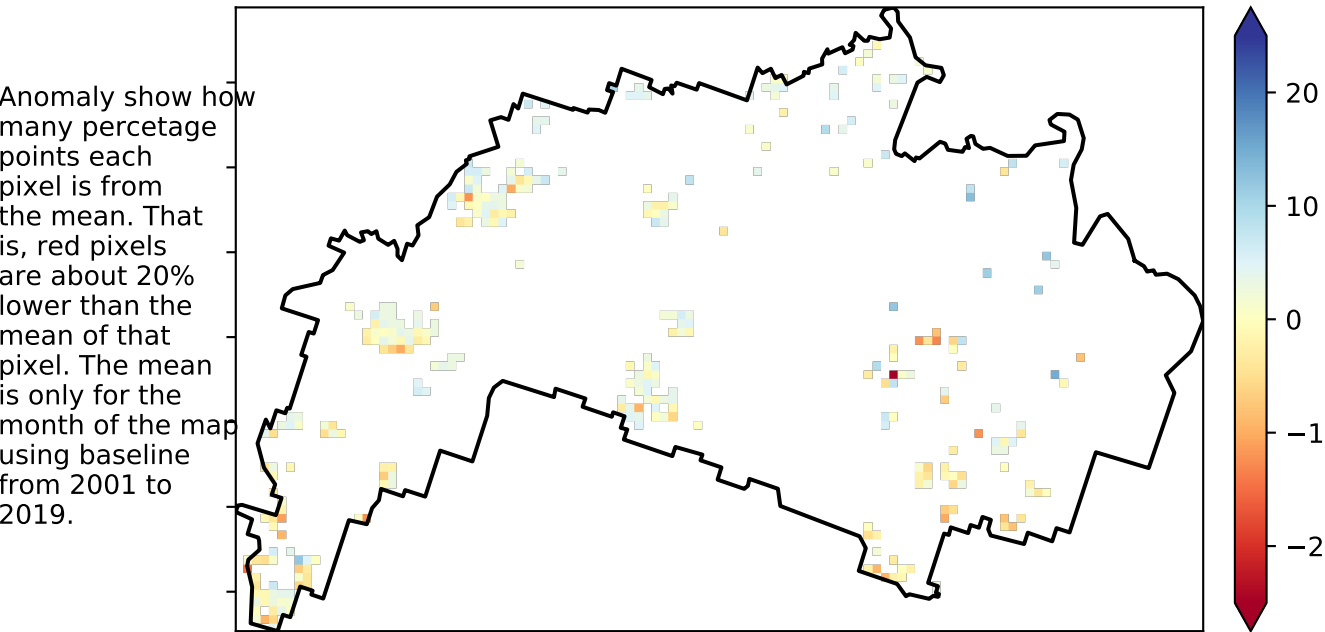 Anomaly show how
many percetage
points each
pixel is from
the mean. That
is, red pixels
are about 20%
lower than the
mean of that
pixel. The mean
is only for the
month of the map
using baseline
from 2001 to
2019.
20
10
0
−1
−2